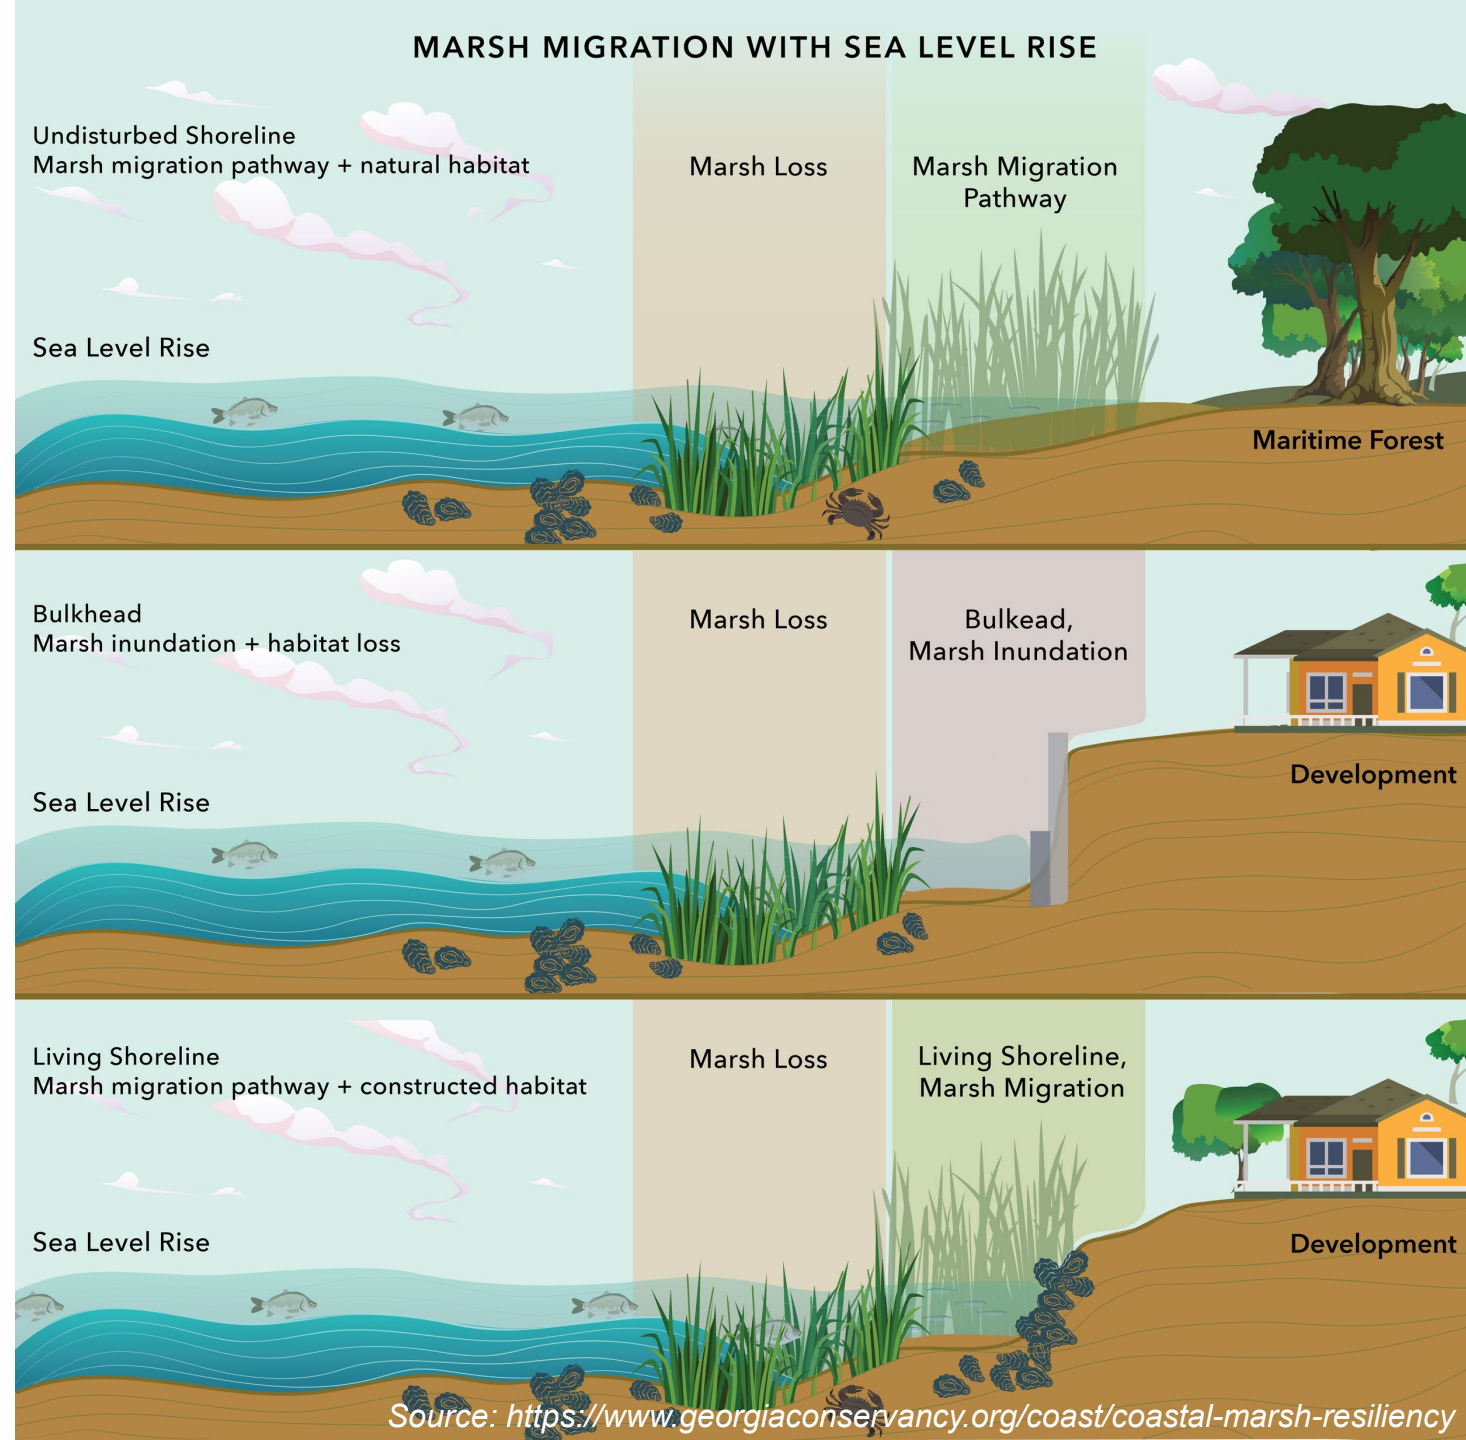 MARSH MIGRATION WITH SEA LEVEL RISE
Undisturbed Shoreline
Marsh migration pathway + natural habitat
Marsh Loss
Marsh Migration
Pathway
Sea Level Rise
Maritime Forest
Bulkhead
Marsh inundation + habitat loss
Marsh Loss
Bulkead,
Marsh Inundation
Sea Level Rise
Development
Living Shoreline
Marsh migration pathway + constructed habitat
Marsh Loss
Living Shoreline,
Marsh Migration
Sea Level Rise
Development
Source: https://www.georgiaconservancy.org/coast/coastal-marsh-resiliency